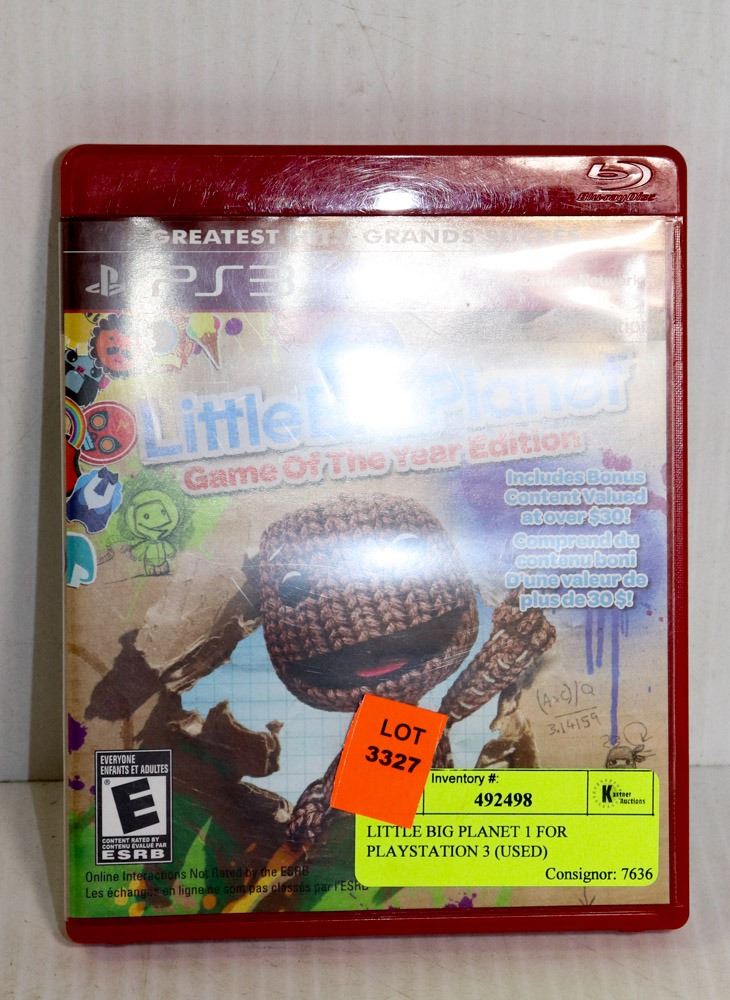 Blu-ray Disc
GREATEST HITS - GRANDS SUCCÈS
PS3
LittleBigPlanet
Game Of The Year Edition
Includes Bonus
Content Valued
at over $30!
Comprend du
contenu boni
D'une valeur de
plus de 30 $!
(A×c)/Q
3.14159
LOT
3327
Inventory #:
492498
Kastner
Auctions
LITTLE BIG PLANET 1 FOR
PLAYSTATION 3 (USED)
Consignor: 7636
EVERYONE
ENFANTS ET ADULTES
E
CONTENT RATED BY
CONTENU ÉVALUÉ PAR
ESRB
Online Interactions Not Rated by the ESRB
Les échanges en ligne ne sont pas classés par l'ESRB